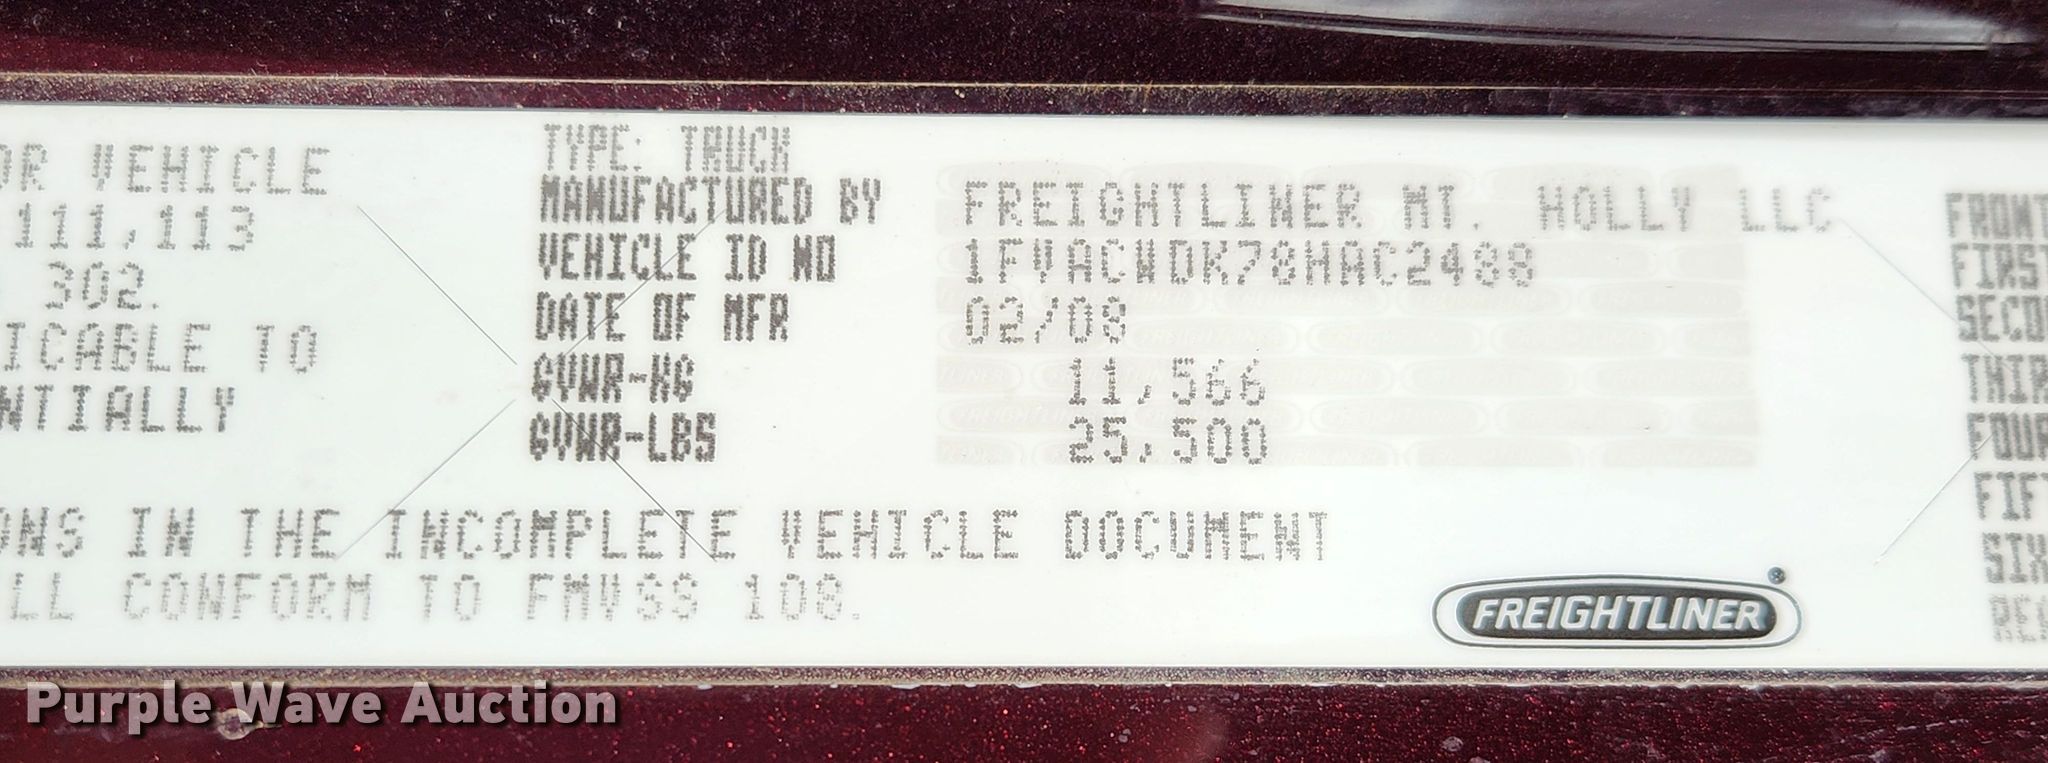 OR VEHICLE
111,113
302.
ICABLE TO
NTIALLY
TYPE: TRUCK
MANUFACTURED BY FREIGHTLINER MT. HOLLY LLC
VEHICLE ID NO 1FVACWDK78HAC2488
DATE OF MFR 02/08
GVWR-KG 11,566
GVWR-LBS 25,500
ONS IN THE INCOMPLETE VEHICLE DOCUMENT
LL CONFORM TO FMVSS 108.
FREIGHTLINER
FRONT
FIRST
SECO
THIR
FOUR
FIF
SIX
Purple Wave Auction